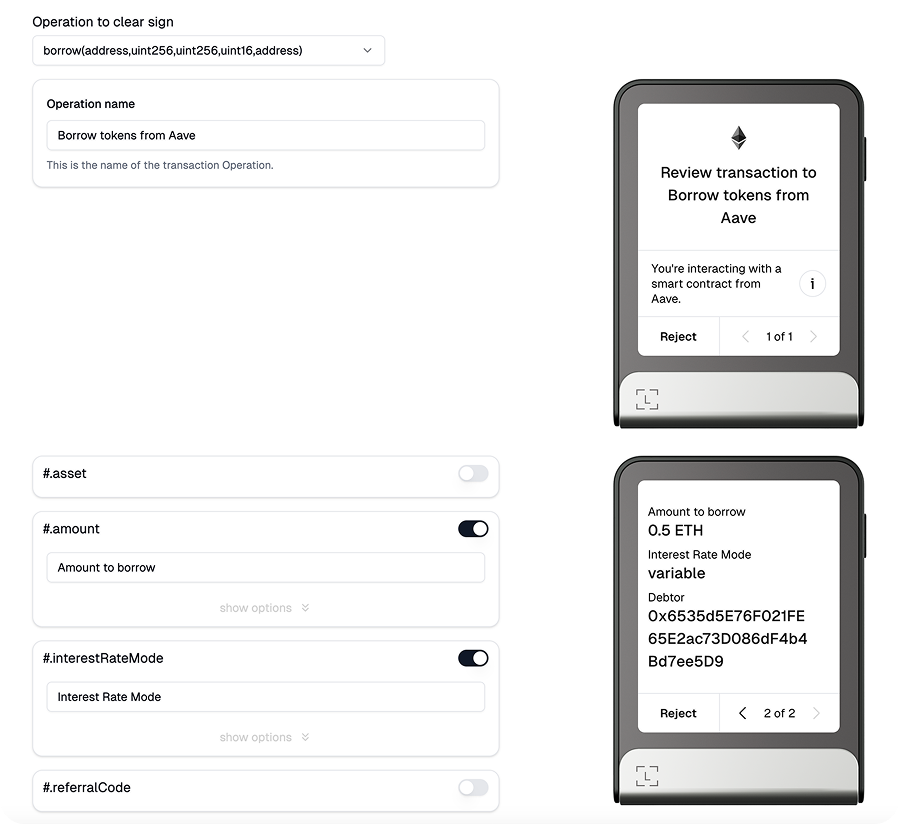 Operation to clear sign
borrow(address,uint256,uint256,uint16,address)
Operation name
Borrow tokens from Aave
This is the name of the transaction Operation.
Review transaction to
Borrow tokens from
Aave
You're interacting with a
smart contract from
Aave.
i
Reject
1 of 1
#.asset
#.amount
Amount to borrow
show options
#.interestRateMode
Interest Rate Mode
show options
#.referralCode
Amount to borrow
0.5 ETH
Interest Rate Mode
variable
Debtor
0x6535d5E76F021FE
65E2ac73D086dF4b4
Bd7ee5D9
Reject
2 of 2